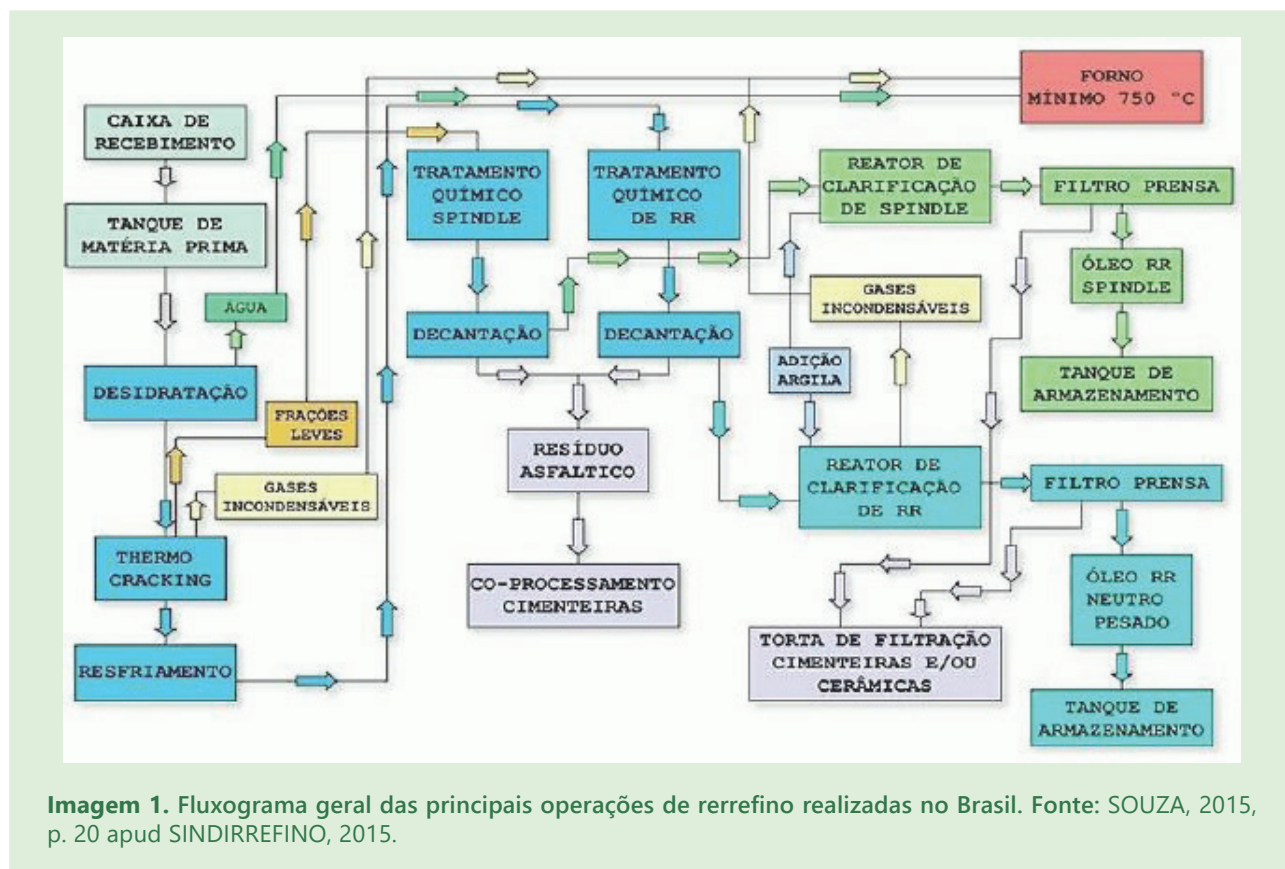 FORNO
MÍNIMO 750 °C
CAIXA DE
RECEBIMENTO
TANQUE DE
MATÉRIA PRIMA
ÁGUA
DESIDRATAÇÃO
FRAÇÕES
LEVES
GASES
INCONDENSÁVEIS
THERMO
CRACKING
RESFRIAMENTO
TRATAMENTO
QUÍMICO
SPINDLE
TRATAMENTO
QUÍMICO
DE RR
DECANTAÇÃO
DECANTAÇÃO
RESÍDUO
ASFALTICO
CO-PROCESSAMENTO
CIMENTEIRAS
REATOR DE
CLARIFICAÇÃO
DE SPINDLE
FILTRO PRENSA
ÓLEO RR
SPINDLE
TANQUE DE
ARMAZENAMENTO
GASES
INCONDENSÁVEIS
ADIÇÃO
ARGILA
REATOR DE
CLARIFICAÇÃO
DE RR
FILTRO PRENSA
ÓLEO RR
NEUTRO
PESADO
TANQUE DE
ARMAZENAMENTO
TORTA DE FILTRAÇÃO
CIMENTEIRAS E/OU
CERÂMICAS
Imagem 1. Fluxograma geral das principais operações de rerrefino realizadas no Brasil. Fonte: SOUZA, 2015,
p. 20 apud SINDIRREFINO, 2015.